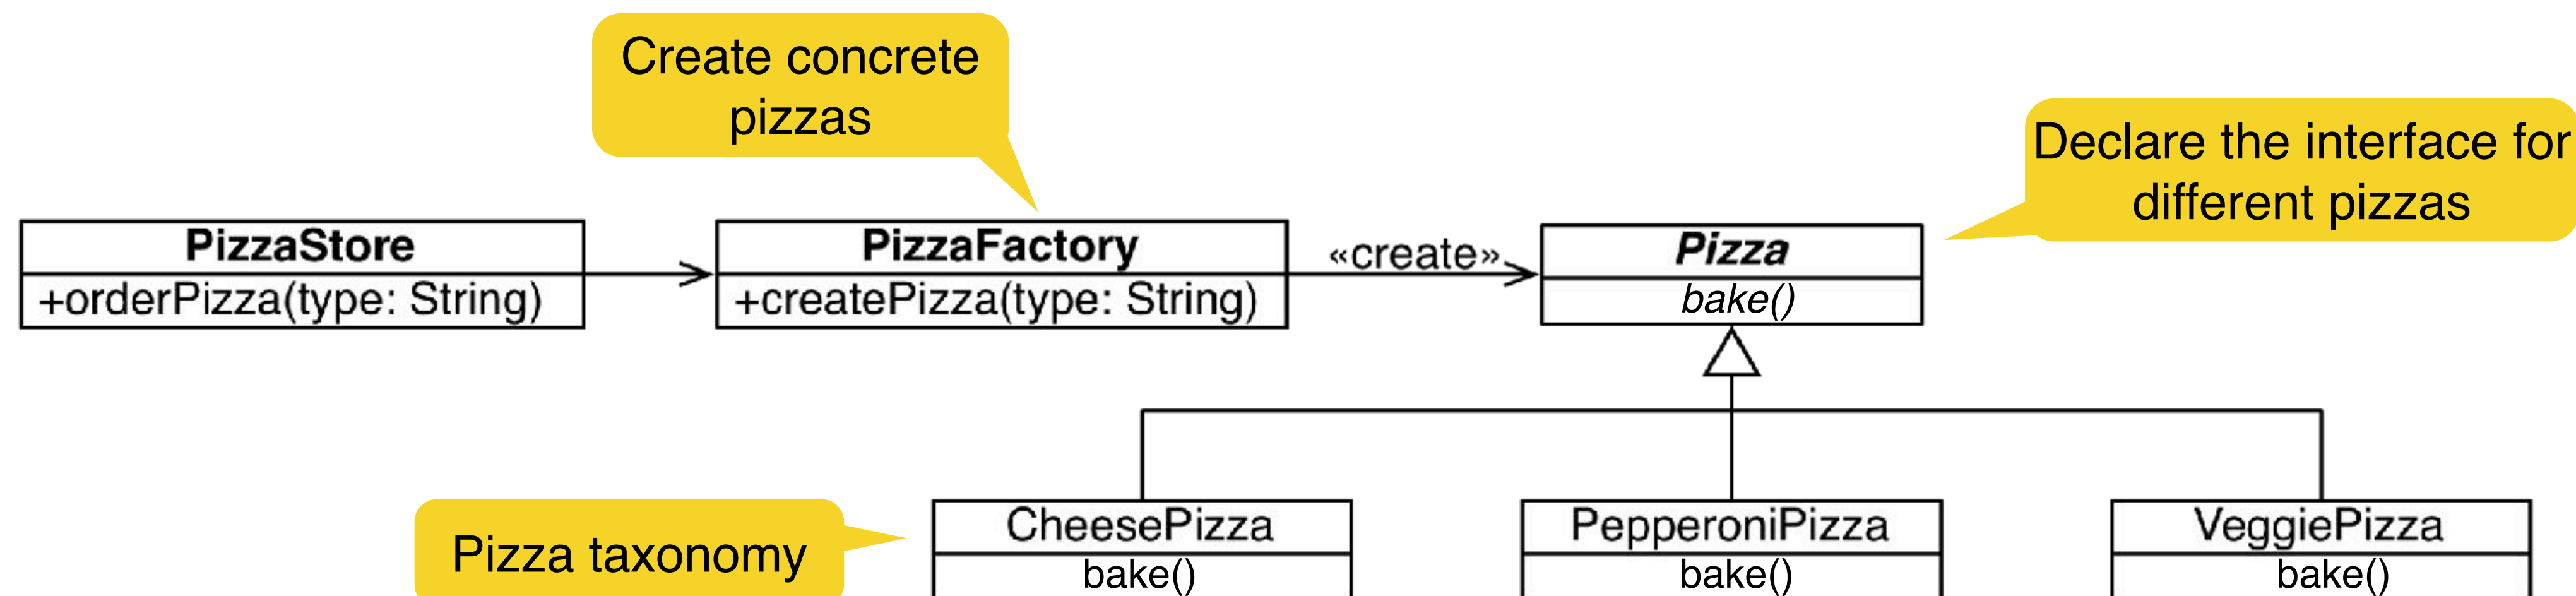 Create concrete
pizzas
Declare the interface for
different pizzas
PizzaStore
+orderPizza(type: String)
PizzaFactory
+createPizza(type: String)
«create»
Pizza
bake()
Pizza taxonomy
CheesePizza
bake()
PepperoniPizza
bake()
VeggiePizza
bake()